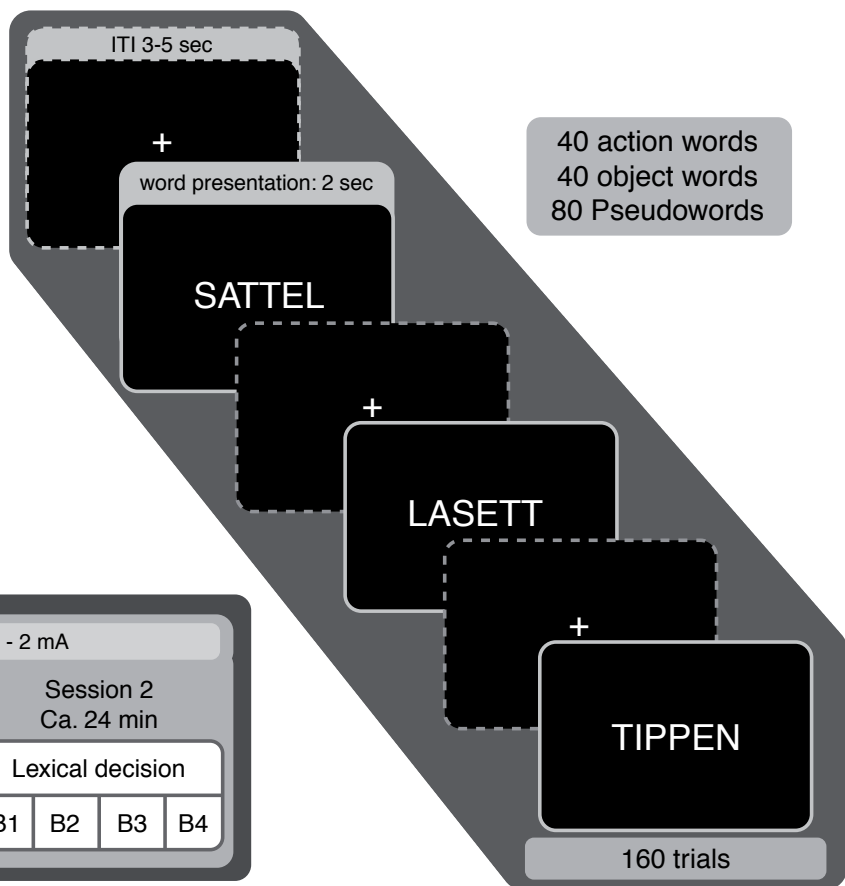 ITI 3-5 sec
+
word presentation: 2 sec
SATTEL
+
LASETT
+
TIPPEN
160 trials
40 action words
40 object words
80 Pseudowords
- 2 mA
Session 2
Ca. 24 min
Lexical decision
B2 B3 B4